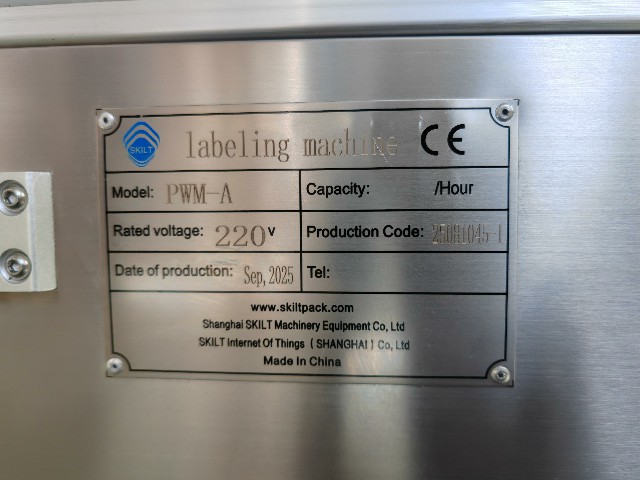 SKILT labeling machine CE
Model: PWM-A Capacity: /Hour
Rated voltage: 220V Production Code: 25081045-1
Date of production: Sep,2025 Tel:
www.skiltpack.com
Shanghai SKILT Machinery Equipment Co, Ltd
SKILT Internet Of Things ( SHANGHAI ) Co, Ltd
Made In China